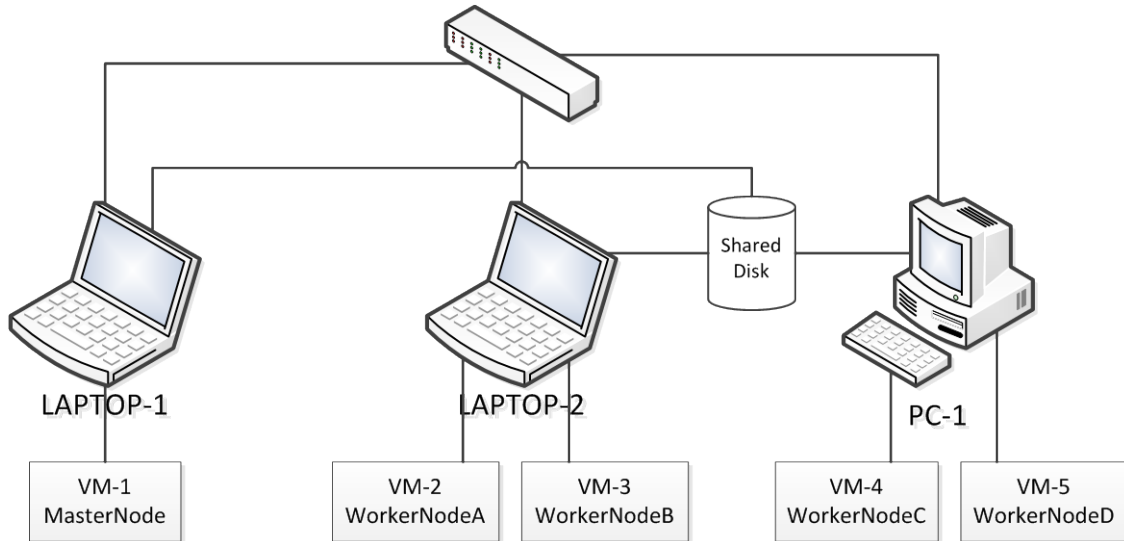 Shared
Disk
LAPTOP-1
LAPTOP-2
PC-1
VM-1
MasterNode
VM-2
WorkerNodeA
VM-3
WorkerNodeB
VM-4
WorkerNodeC
VM-5
WorkerNodeD